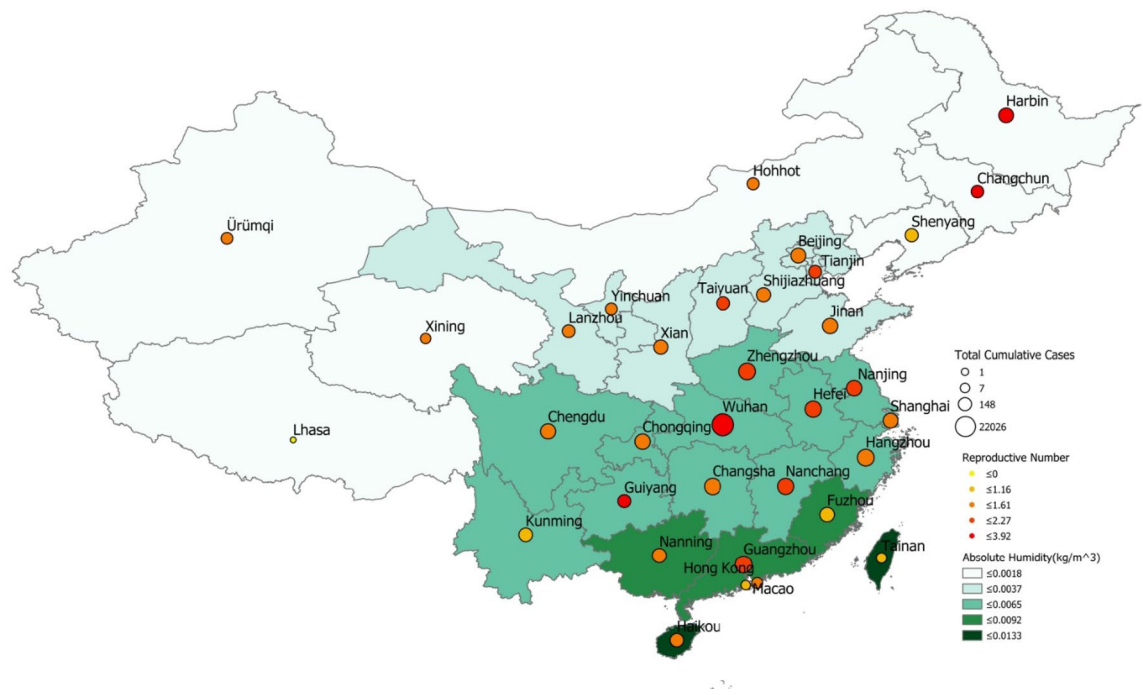 Harbin
Hohhot
Changchun
Ürümqi
Shenyang
Beijing
Tianjin
Shijiazhuang
Taiyuan
Yinchuan
Lanzhou
Jinan
Xining
Xian
Zhengzhou
Nanjing
Hefei
Wuhan
Shanghai
Chengdu
Lhasa
Chongqing
Hangzhou
Changsha
Nanchang
Guiyang
Fuzhou
Kunming
Nanning
Guangzhou
Tainan
Hong Kong
Macao
Haikou
Total Cumulative Cases
1
7
148
22026
Reproductive Number
≤0
≤1.16
≤1.61
≤2.27
≤3.92
Absolute Humidity(kg/m^3)
≤0.0018
≤0.0037
≤0.0065
≤0.0092
≤0.0133